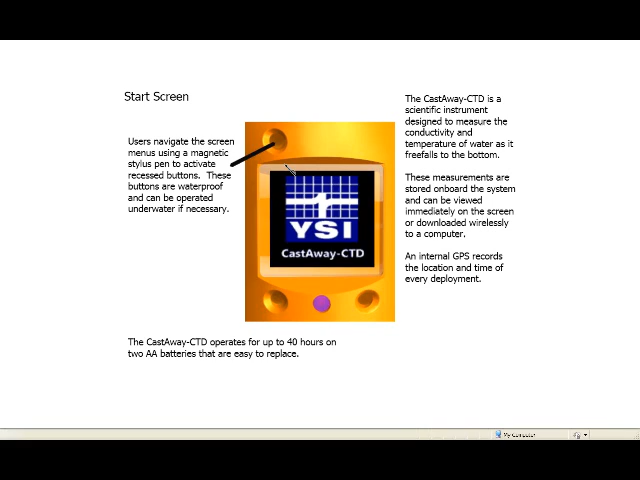 Start Screen
Users navigate the screen
menus using a magnetic
stylus pen to activate
recessed buttons. These
buttons are waterproof
and can be operated
underwater if necessary.
YSI
CastAway-CTD
The CastAway-CTD is a
scientific instrument
designed to measure the
conductivity and
temperature of water as it
freefalls to the bottom.
These measurements are
stored onboard the system
and can be viewed
immediately on the screen
or downloaded wirelessly
to a computer.
An internal GPS records
the location and time of
every deployment.
The CastAway-CTD operates for up to 40 hours on
two AA batteries that are easy to replace.
My Computer